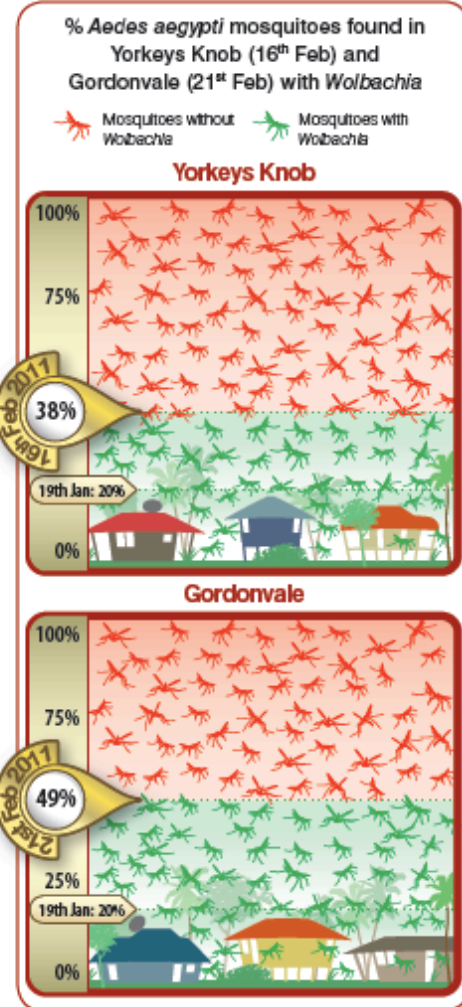 % Aedes aegypti mosquitoes found in
Yorkeys Knob (16th Feb) and
Gordonvale (21st Feb) with Wolbachia
Mosquitoes without
Wolbachia
Mosquitoes with
Wolbachia
Yorkeys Knob
100%
75%
16th Feb 2011
38%
19th Jan: 20%
0%
Gordonvale
100%
75%
21st Feb 2011
49%
25%
19th Jan: 20%
0%